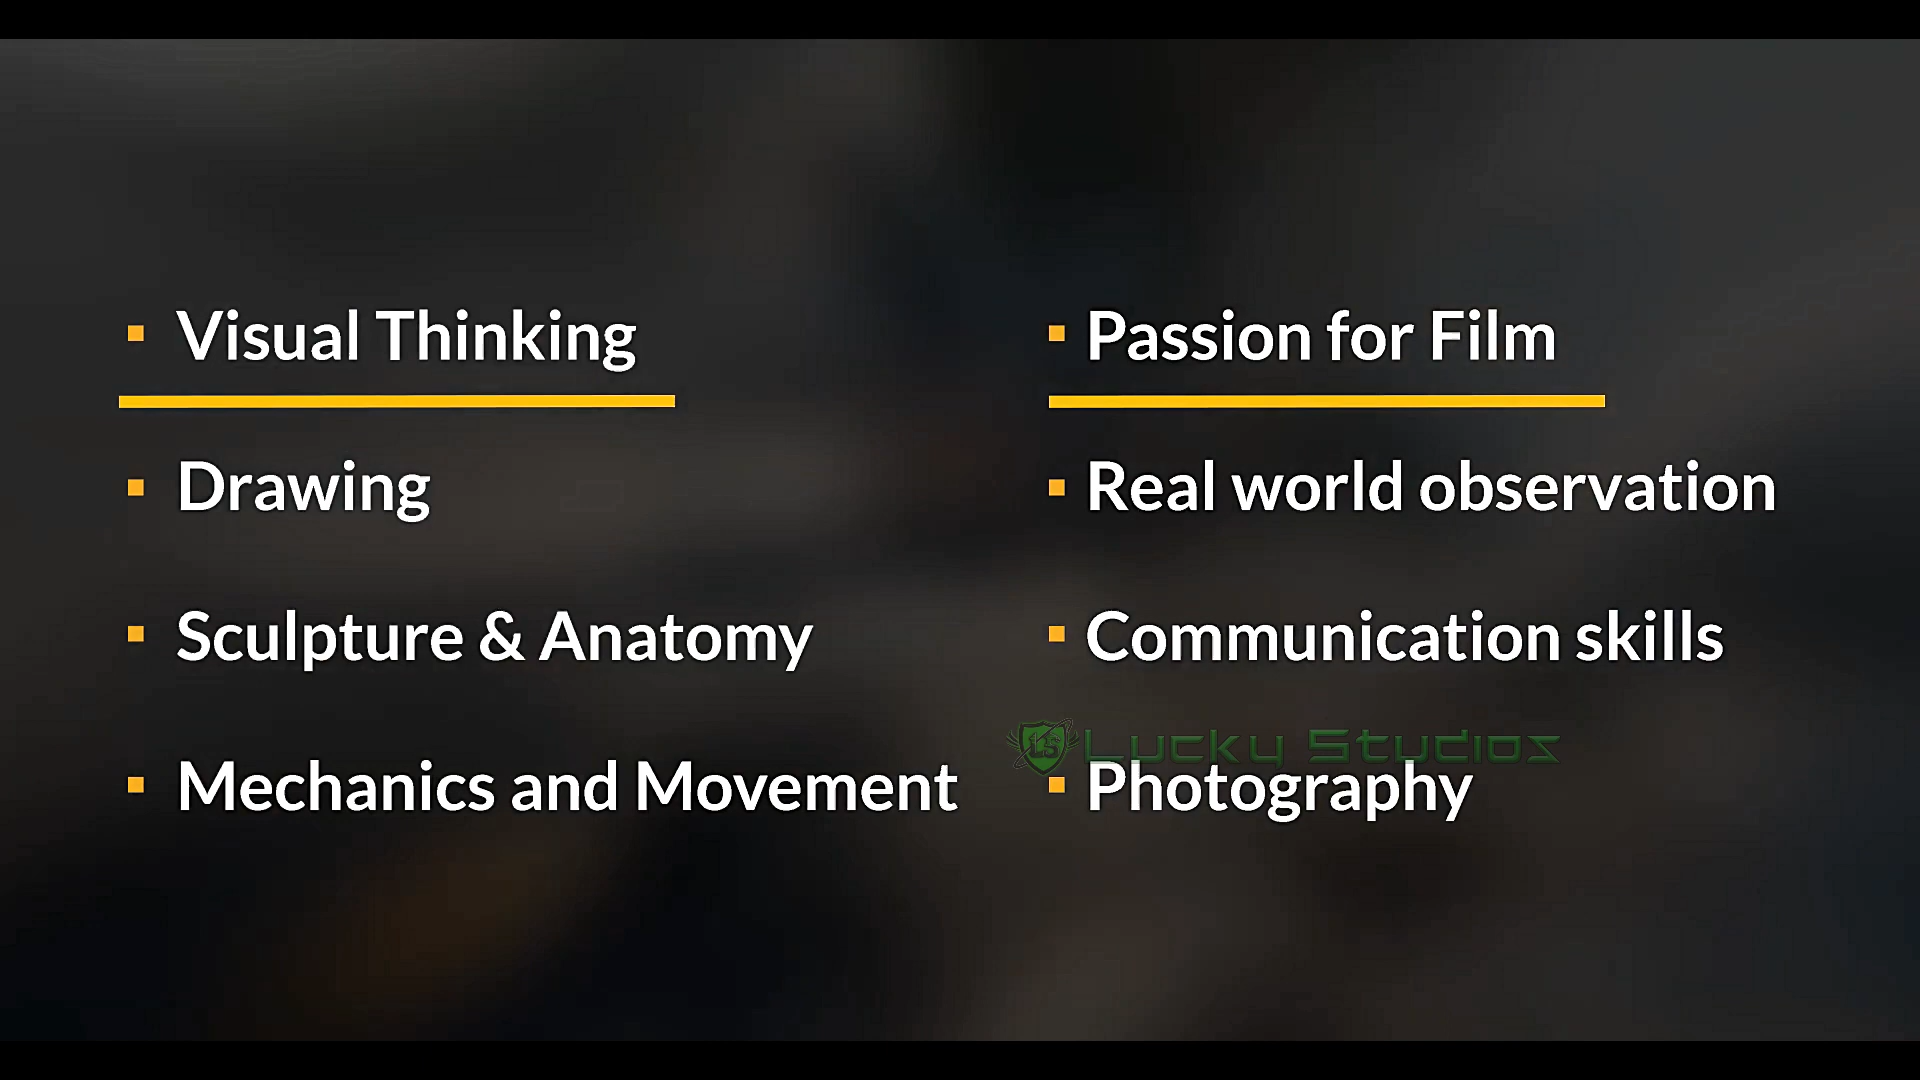 Visual Thinking
Drawing
Sculpture & Anatomy
Mechanics and Movement
Passion for Film
Real world observation
Communication skills
LS Lucky Studios
Photography